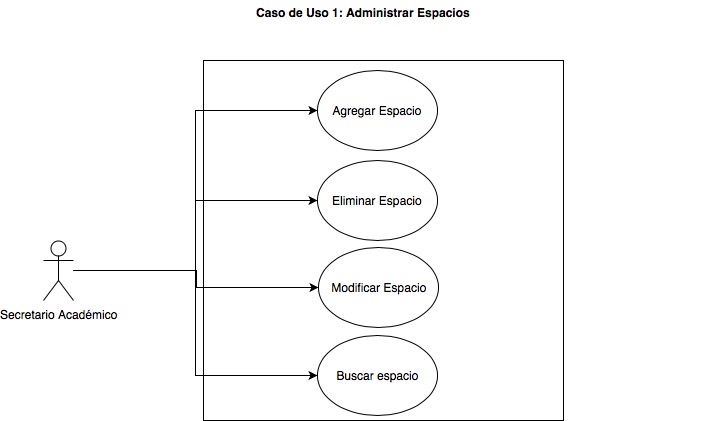 Caso de Uso 1: Administrar Espacios
Agregar Espacio
Eliminar Espacio
Modificar Espacio
Buscar espacio
Secretario Académico